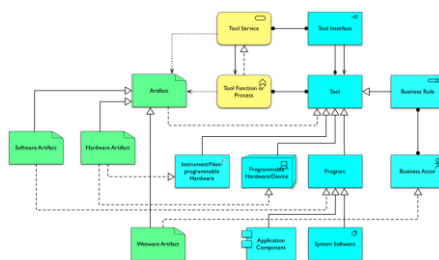 Tool Service
Tool Interface
Artifact
Tool Function or
Process
Tool
Business Role
Software Artifact
Hardware Artifact
Instrument/Non-
programmable
Hardware
Programmable
Hardware/Device
Program
Business Actor
Wetware Artifact
Application
Component
System Software